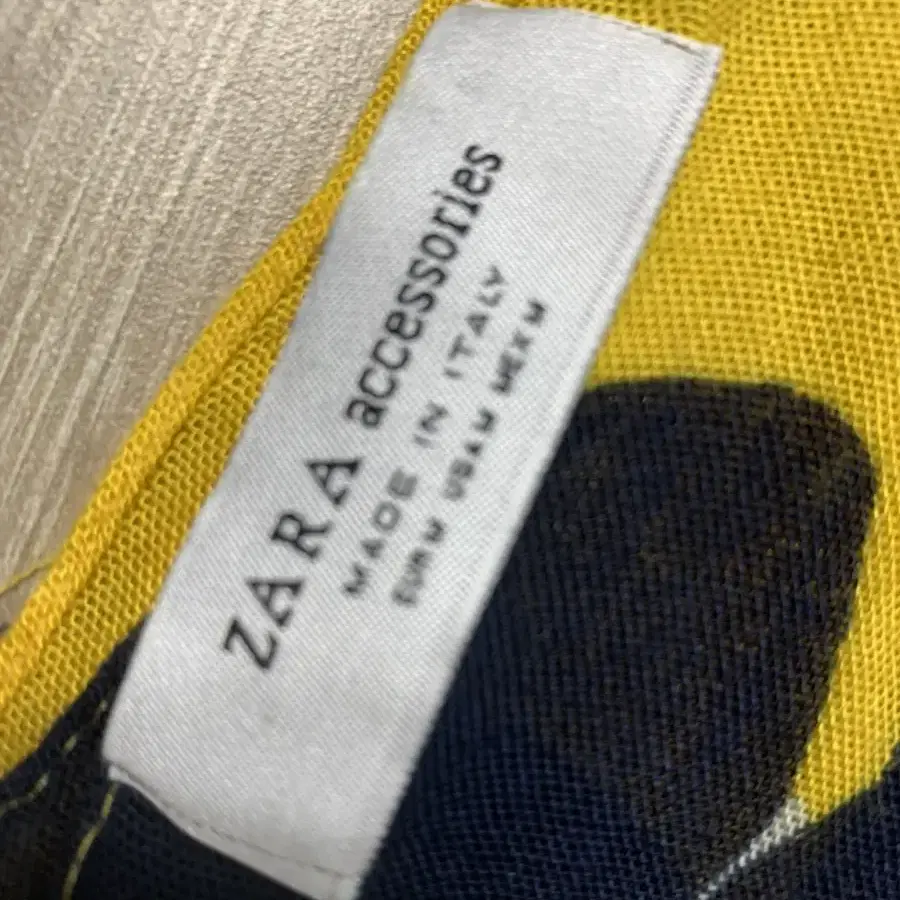 ZARA accessories
MADE IN ITALY
EUR M USA M MEX M